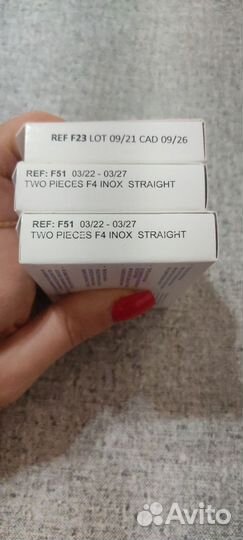 REF F23 LOT 09/21 CAD 09/26
REF: F51 03/22 - 03/27
TWO PIECES F4 INOX STRAIGHT
REF: F51 03/22 - 03/27
TWO PIECES F4 INOX STRAIGHT
Avito